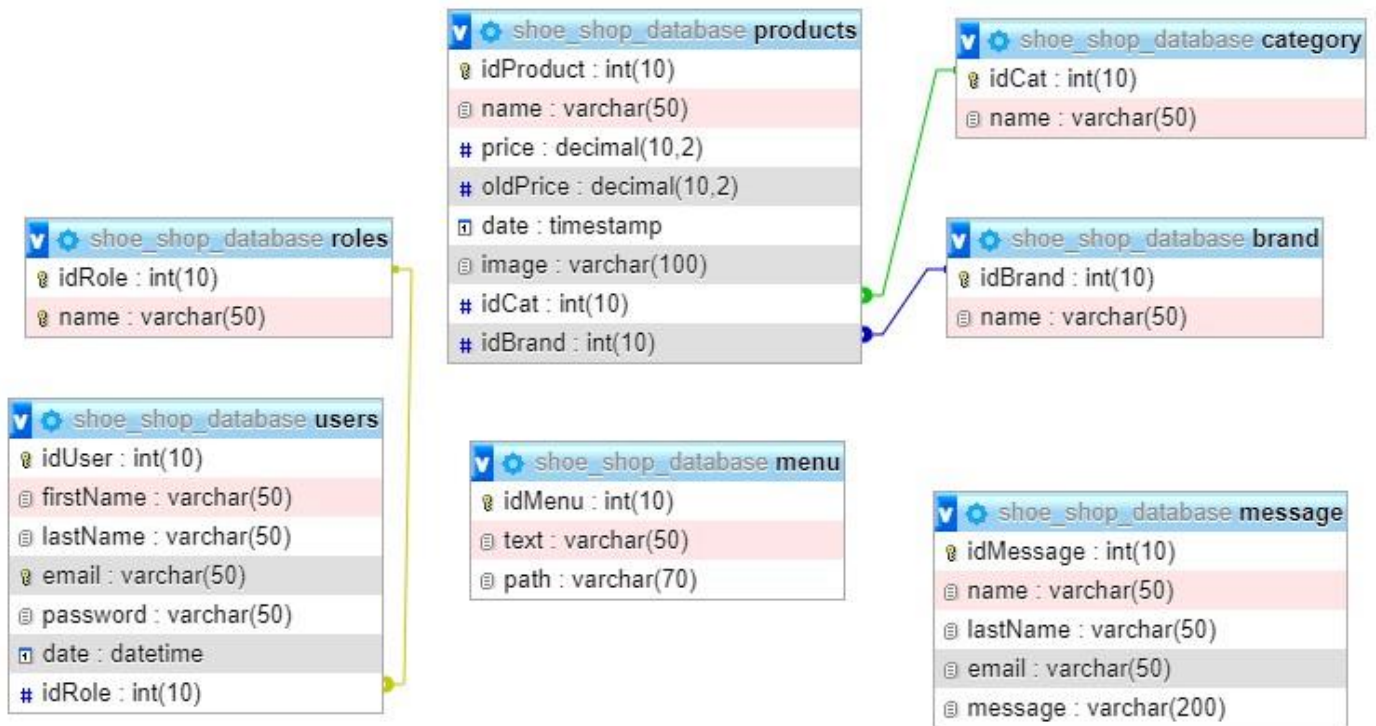 shoe_shop_database products
idProduct : int(10)
name : varchar(50)
price : decimal(10,2)
oldPrice : decimal(10,2)
date : timestamp
image : varchar(100)
idCat : int(10)
idBrand : int(10)
shoe_shop_database category
idCat : int(10)
name : varchar(50)
shoe_shop_database roles
idRole : int(10)
name : varchar(50)
shoe_shop_database brand
idBrand : int(10)
name : varchar(50)
shoe_shop_database users
idUser : int(10)
firstName : varchar(50)
lastName : varchar(50)
email : varchar(50)
password : varchar(50)
date : datetime
idRole : int(10)
shoe_shop_database menu
idMenu : int(10)
text : varchar(50)
path : varchar(70)
shoe_shop_database message
idMessage : int(10)
name : varchar(50)
lastName : varchar(50)
email : varchar(50)
message : varchar(200)